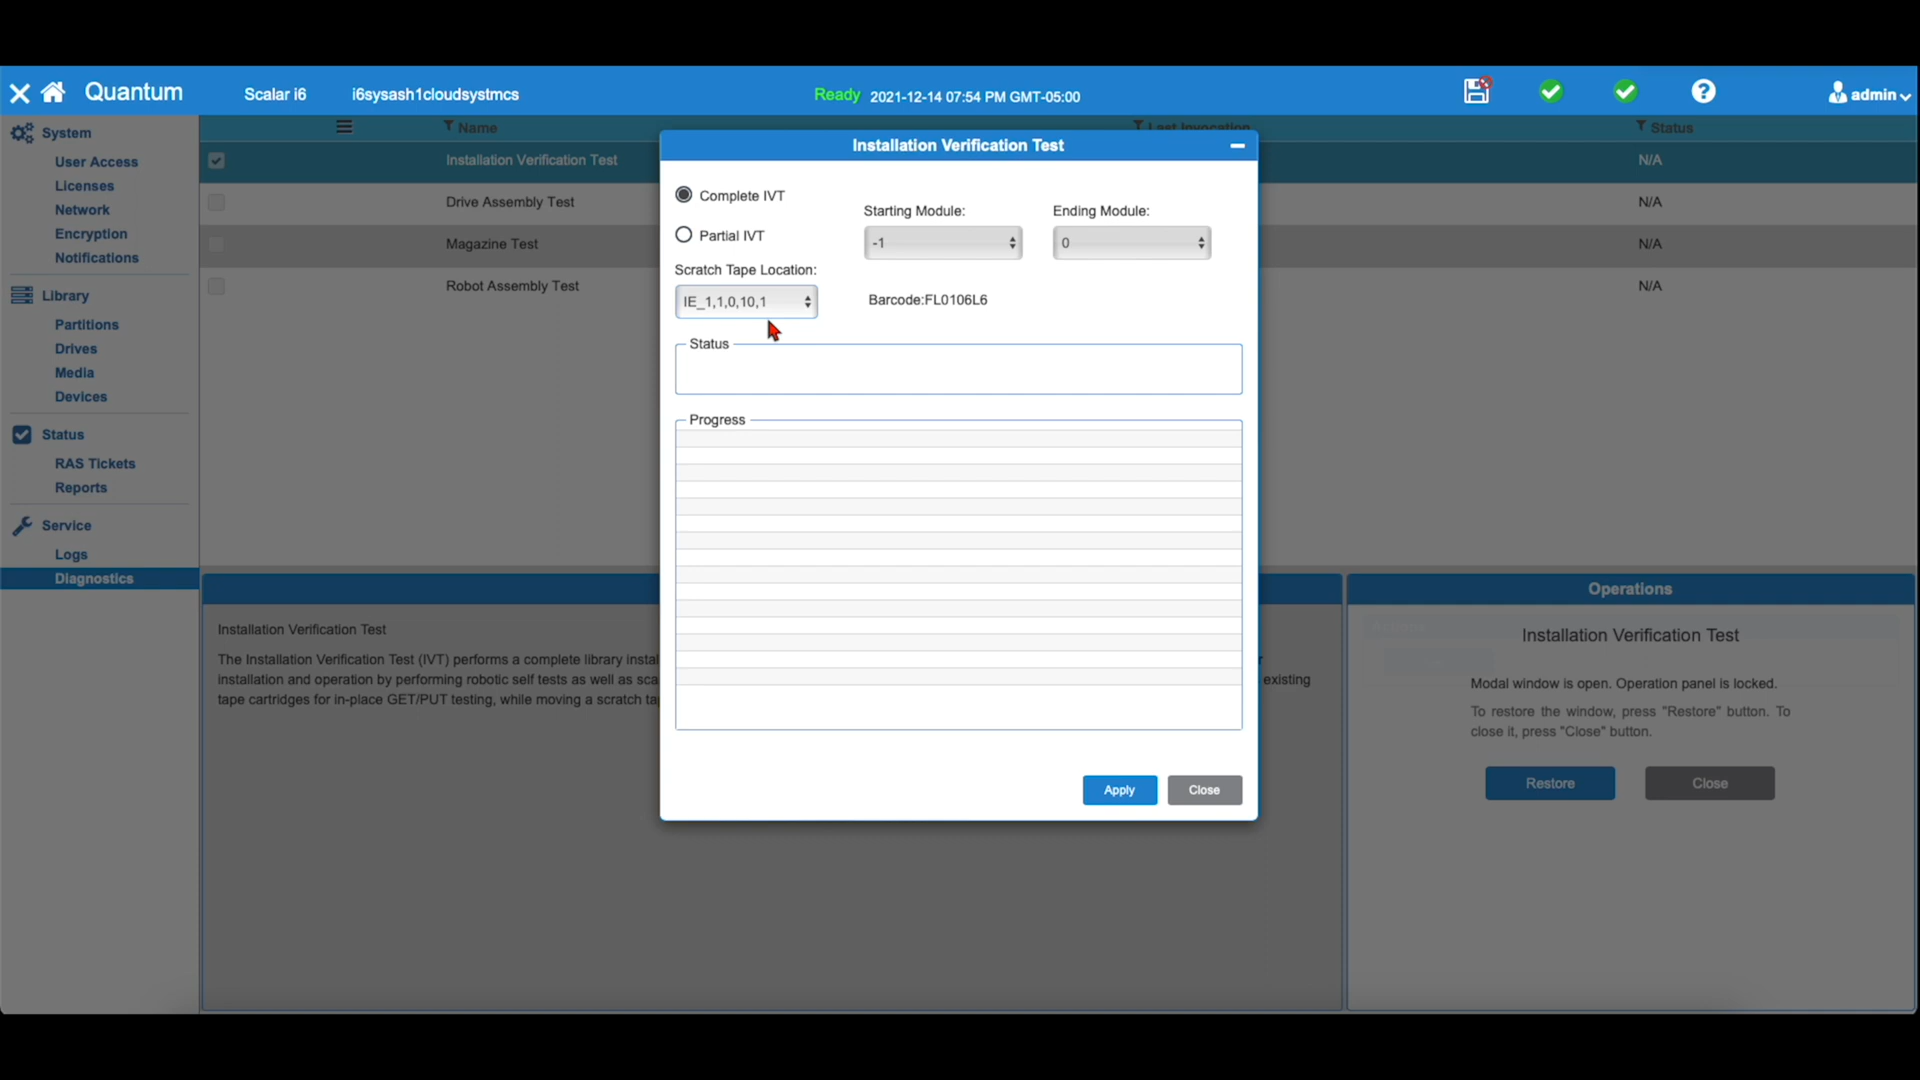 Quantum
Scalar i6
i6sysash1cloudsystmcs
Ready 2021-12-14 07:54 PM GMT-05:00
admin
System
User Access
Licenses
Network
Encryption
Notifications
Library
Partitions
Drives
Media
Devices
Status
RAS Tickets
Reports
Service
Logs
Diagnostics
Name
Last Invocation
Status
Installation Verification Test
N/A
Drive Assembly Test
N/A
Magazine Test
N/A
Robot Assembly Test
N/A
Installation Verification Test
Complete IVT
Partial IVT
Starting Module:
-1
Ending Module:
0
Scratch Tape Location:
IE_1,1,0,10,1
Barcode:FL0106L6
Status
Progress
Apply
Close
Installation Verification Test
The Installation Verification Test (IVT) performs a complete library
installation and operation by performing robotic self tests as well as
existing
tape cartridges for in-place GET/PUT testing, while moving a scratch
Operations
Installation Verification Test
Modal window is open. Operation panel is locked.
To restore the window, press "Restore" button. To
close it, press "Close" button.
Restore
Close